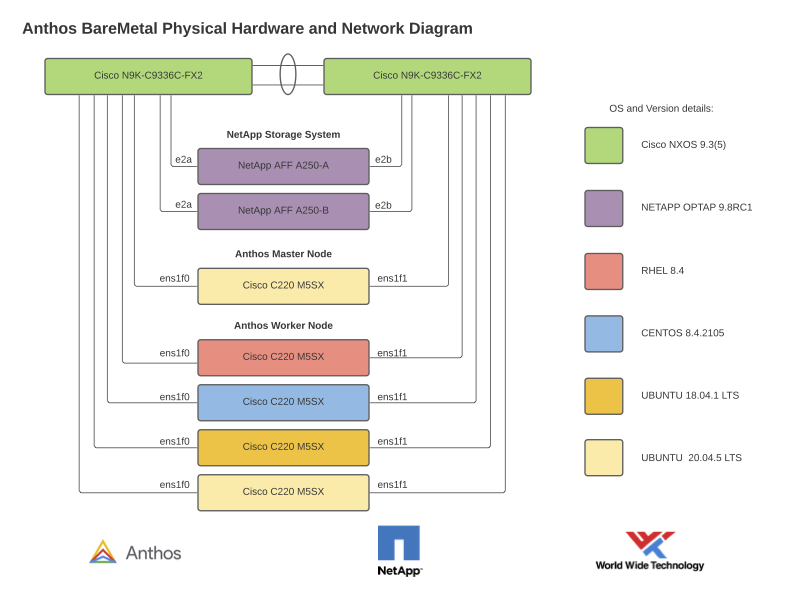 Anthos BareMetal Physical Hardware and Network Diagram
Cisco N9K-C9336C-FX2
Cisco N9K-C9336C-FX2
NetApp Storage System
e2a
NetApp AFF A250-A
e2b
e2a
NetApp AFF A250-B
e2b
Anthos Master Node
ens1f0
Cisco C220 M5SX
ens1f1
Anthos Worker Node
ens1f0
Cisco C220 M5SX
ens1f1
ens1f0
Cisco C220 M5SX
ens1f1
ens1f0
Cisco C220 M5SX
ens1f1
ens1f0
Cisco C220 M5SX
ens1f1
OS and Version details:
Cisco NXOS 9.3(5)
NETAPP OPTAP 9.8RC1
RHEL 8.4
CENTOS 8.4.2105
UBUNTU 18.04.1 LTS
UBUNTU  20.04.5 LTS
Anthos
NetApp
World Wide Technology